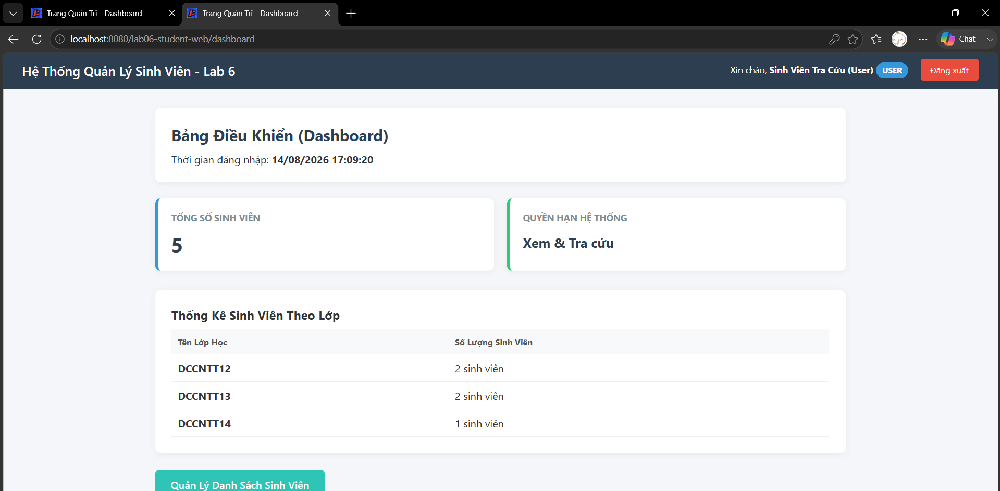 Trang Quản Trị - Dashboard
Trang Quản Trị - Dashboard
localhost:8080/lab06-student-web/dashboard
Chat
Hệ Thống Quản Lý Sinh Viên - Lab 6
Xin chào, Sinh Viên Tra Cứu (User) USER
Đăng xuất
Bảng Điều Khiển (Dashboard)
Thời gian đăng nhập: 14/08/2026 17:09:20
TỔNG SỐ SINH VIÊN
5
QUYỀN HẠN HỆ THỐNG
Xem & Tra cứu
Thống Kê Sinh Viên Theo Lớp
Tên Lớp Học Số Lượng Sinh Viên
DCCNTT12 2 sinh viên
DCCNTT13 2 sinh viên
DCCNTT14 1 sinh viên
Quản Lý Danh Sách Sinh Viên